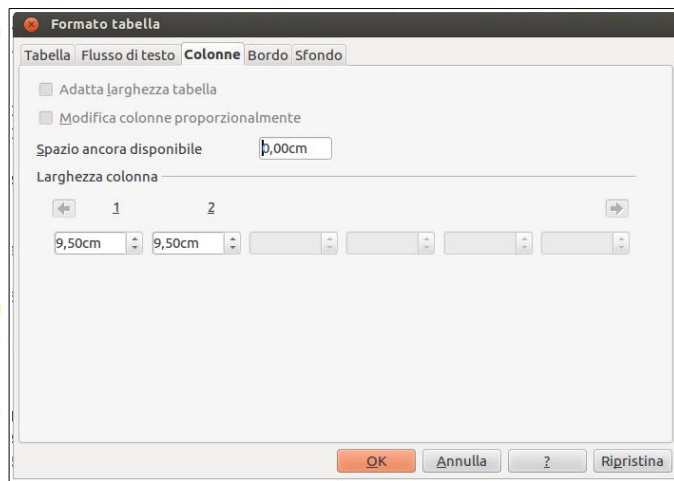 Formato tabella
Tabella Flusso di testo Colonne Bordo Sfondo
Adatta larghezza tabella
Modifica colonne proporzionalmente
Spazio ancora disponibile 0,00cm
Larghezza colonna
1 2
9,50cm 9,50cm
OK Annulla ? Ripristina